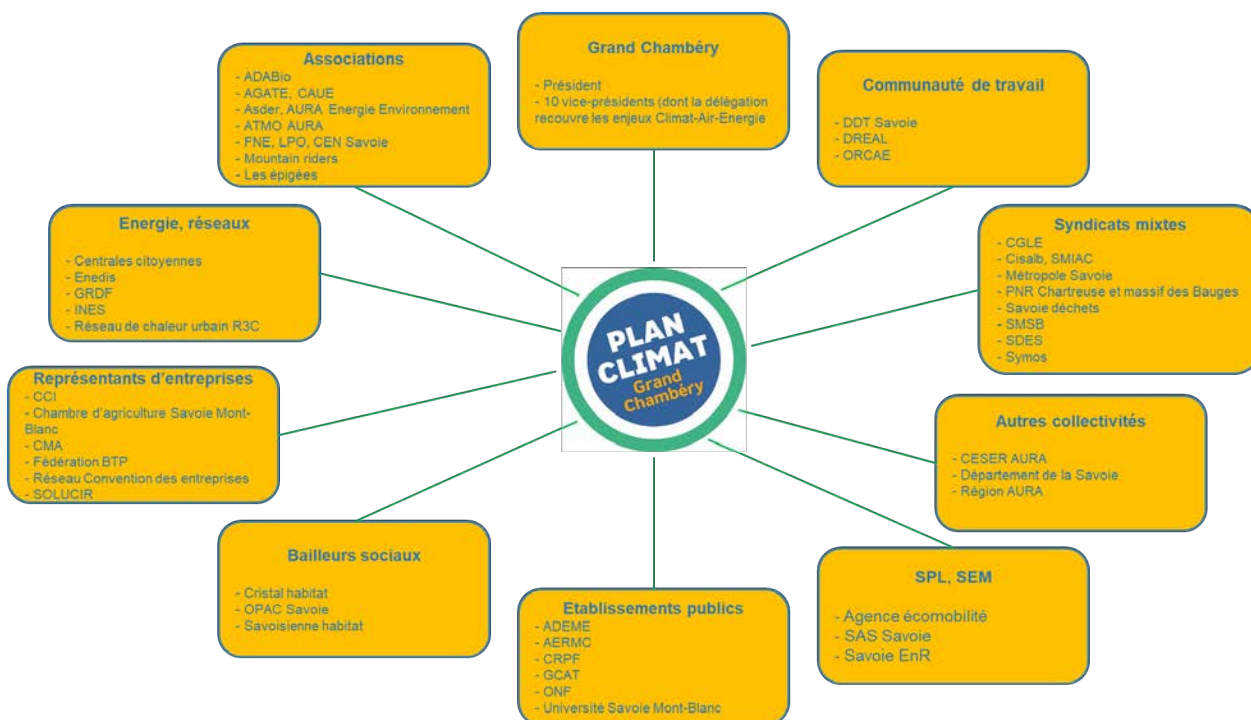 Associations
- ADABio
- AGATE, CAUE
- Asder, AURA Energie Environnement
- ATMO AURA
- FNE, LPO, CEN Savoie
- Mountain riders
- Les épigées
Grand Chambéry
- Président
- 10 vice-présidents (dont la délégation
recouvre les enjeux Climat-Air-Energie
Communauté de travail
- DDT Savoie
- DREAL
- ORCAE
Energie, réseaux
- Centrales citoyennes
- Enedis
- GRDF
- INES
- Réseau de chaleur urbain R3C
Syndicats mixtes
- CGLE
- Cisalb, SMIAC
- Métropole Savoie
- PNR Chartreuse et massif des Bauges
- Savoie déchets
- SMSB
- SDES
- Symos
PLAN
CLIMAT
Grand
Chambéry
Représentants d'entreprises
- CCI
- Chambre d'agriculture Savoie Mont-
Blanc
- CMA
- Fédération BTP
- Réseau Convention des entreprises
- SOLUCIR
Autres collectivités
- CESER AURA
- Département de la Savoie
- Région AURA
Bailleurs sociaux
- Cristal habitat
- OPAC Savoie
- Savoisienne habitat
Etablissements publics
- ADEME
- AERMC
- CRPF
- GCAT
- ONF
- Université Savoie Mont-Blanc
SPL, SEM
- Agence écomobilité
- SAS Savoie
- Savoie EnR